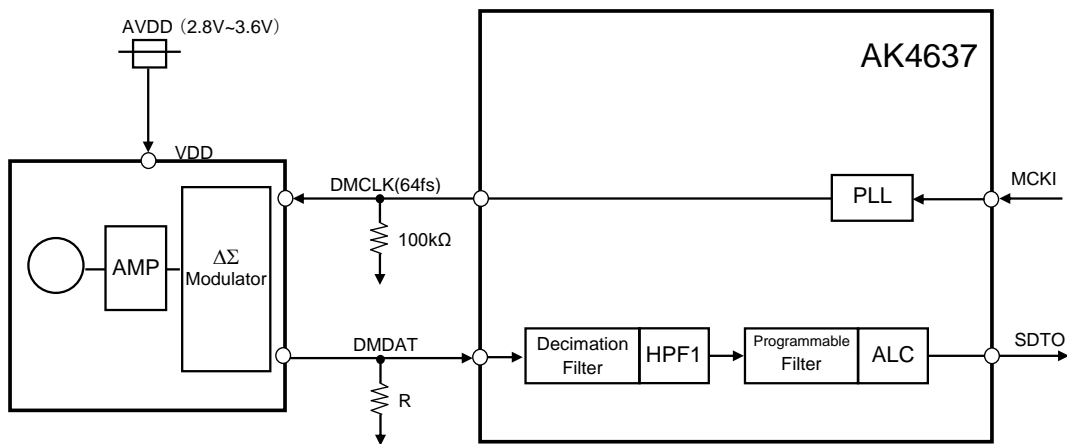 AVDD (2.8V~3.6V)
AK4637
VDD
DMCLK(64fs)
PLL
MCKI
100kΩ
AMP
ΔΣ
Modulator
DMDAT
Decimation
Filter
HPF1
Programmable
Filter
ALC
SDTO
R